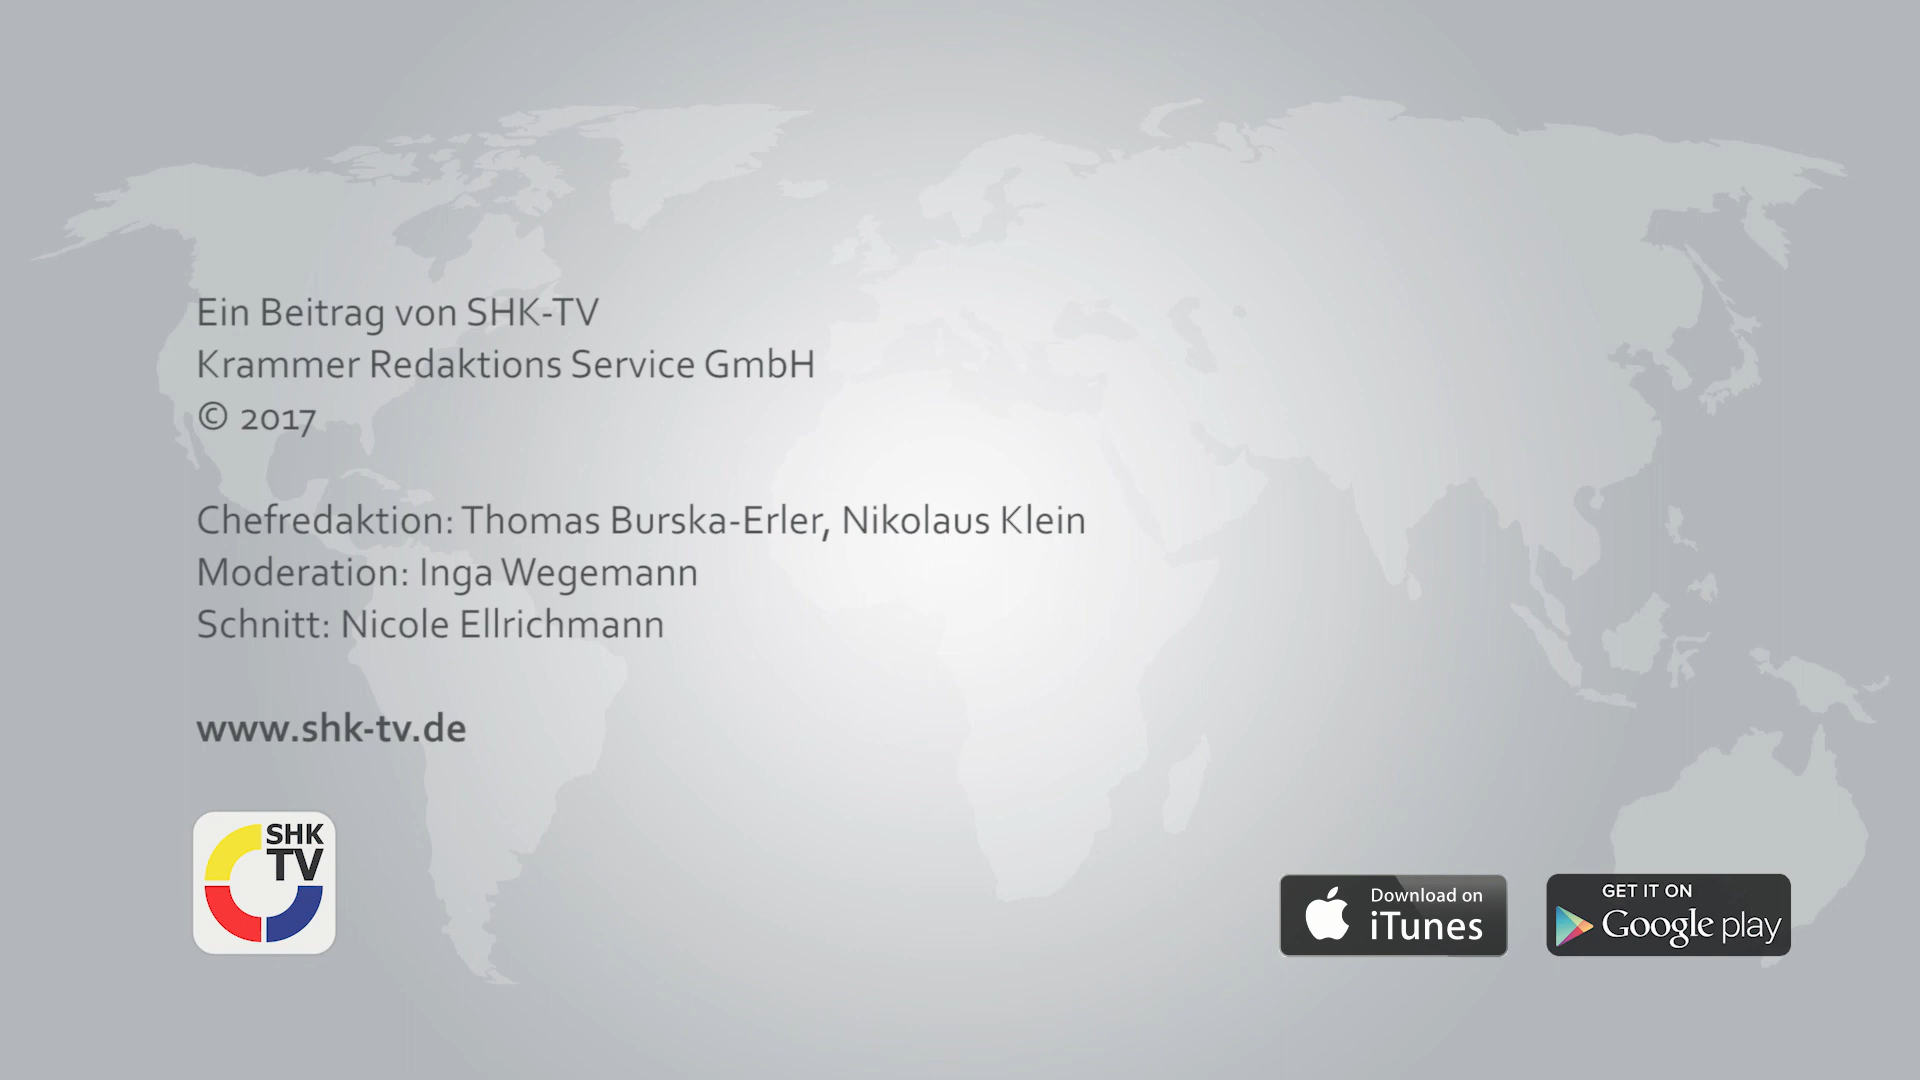 Ein Beitrag von SHK-TV
Krammer Redaktions Service GmbH
© 2017
Chefredaktion: Thomas Burska-Erler, Nikolaus Klein
Moderation: Inga Wegemann
Schnitt: Nicole Ellrichmann
www.shk-tv.de
SHK
TV
Download on
iTunes
GET IT ON
Google play